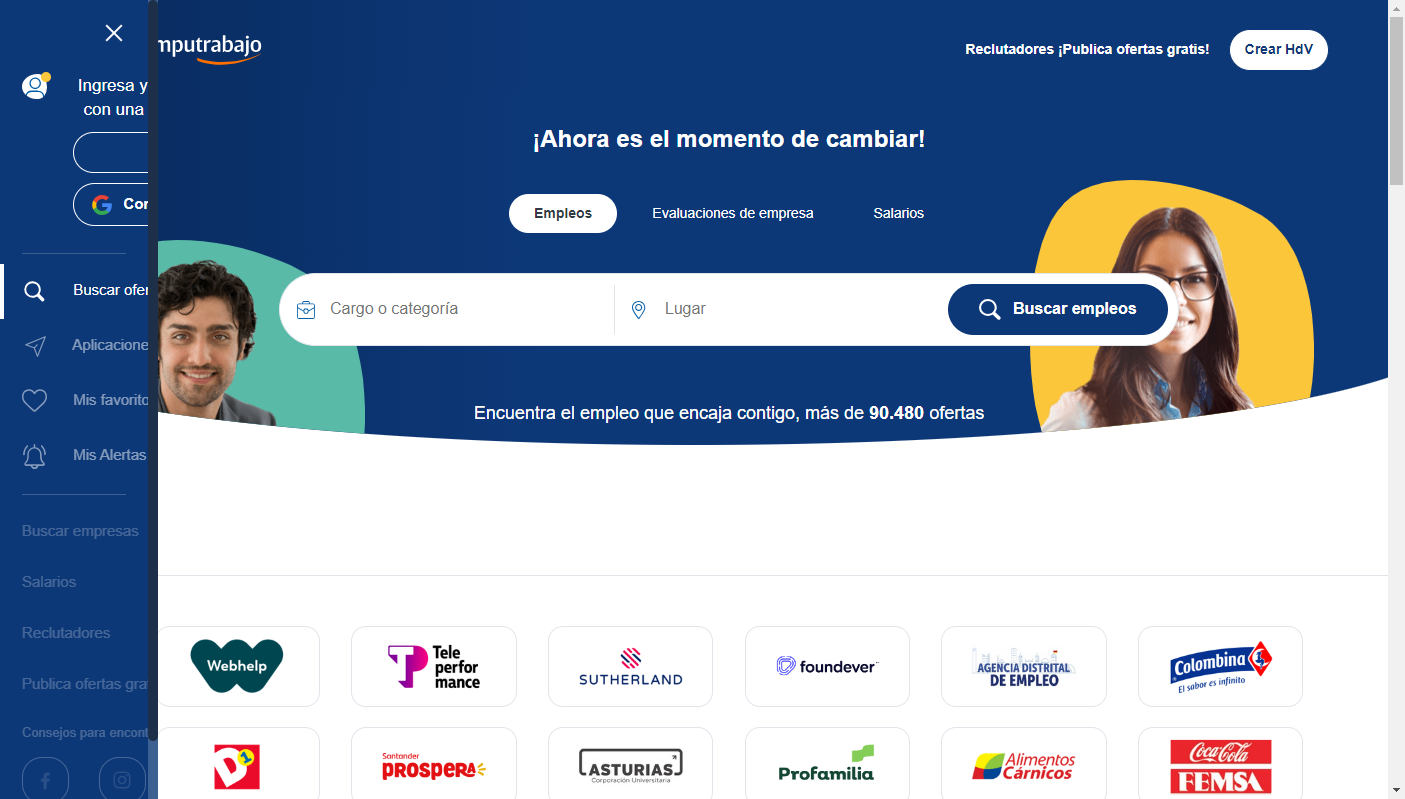 mputrabajo
Reclutadores ¡Publica ofertas gratis!
Crear HdV
Ingresa y
con una
Con
Buscar ofer
Aplicacione
Mis favorito
Mis Alertas
Buscar empresas
Salarios
Reclutadores
Publica ofertas gra
Consejos para encont
¡Ahora es el momento de cambiar!
Empleos
Evaluaciones de empresa
Salarios
Cargo o categoría
Lugar
Buscar empleos
Encuentra el empleo que encaja contigo, más de 90.480 ofertas
Webhelp
Tele
perfor
mance
SUTHERLAND
foundever
AGENCIA DISTRITAL
DE EMPLEO
Colombina
El sabor es infinito
D1
Santander
PROSPERA
ASTURIAS
Corporación Universitaria
Profamilia
Alimentos
Cárnicos
Coca-Cola
FEMSA